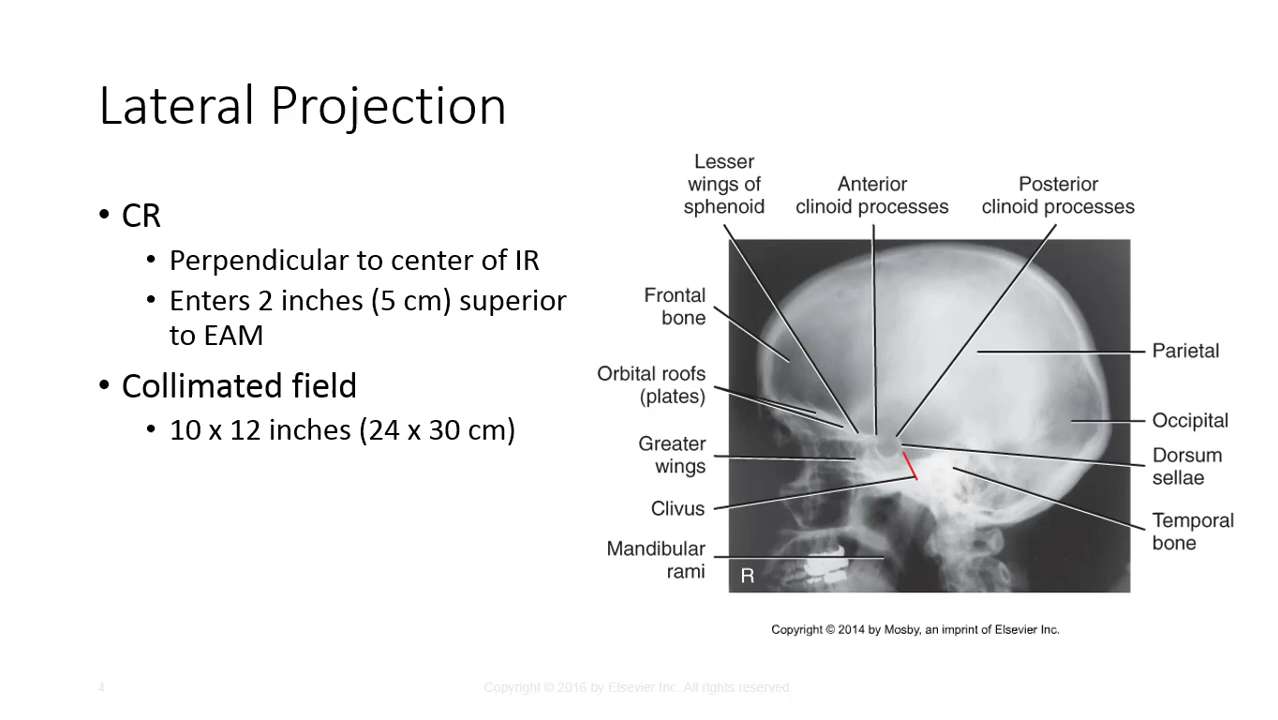 Lateral Projection
• CR
• Perpendicular to center of IR
• Enters 2 inches (5 cm) superior
to EAM
• Collimated field
• 10 x 12 inches (24 x 30 cm)
Lesser
wings of
sphenoid
Anterior
clinoid processes
Posterior
clinoid processes
Frontal
bone
Orbital roofs
(plates)
Greater
wings
Clivus
Mandibular
rami
Parietal
Occipital
Dorsum
sellae
Temporal
bone
R
Copyright © 2014 by Mosby, an imprint of Elsevier Inc.
4
Copyright © 2016 by Elsevier Inc. All rights reserved.